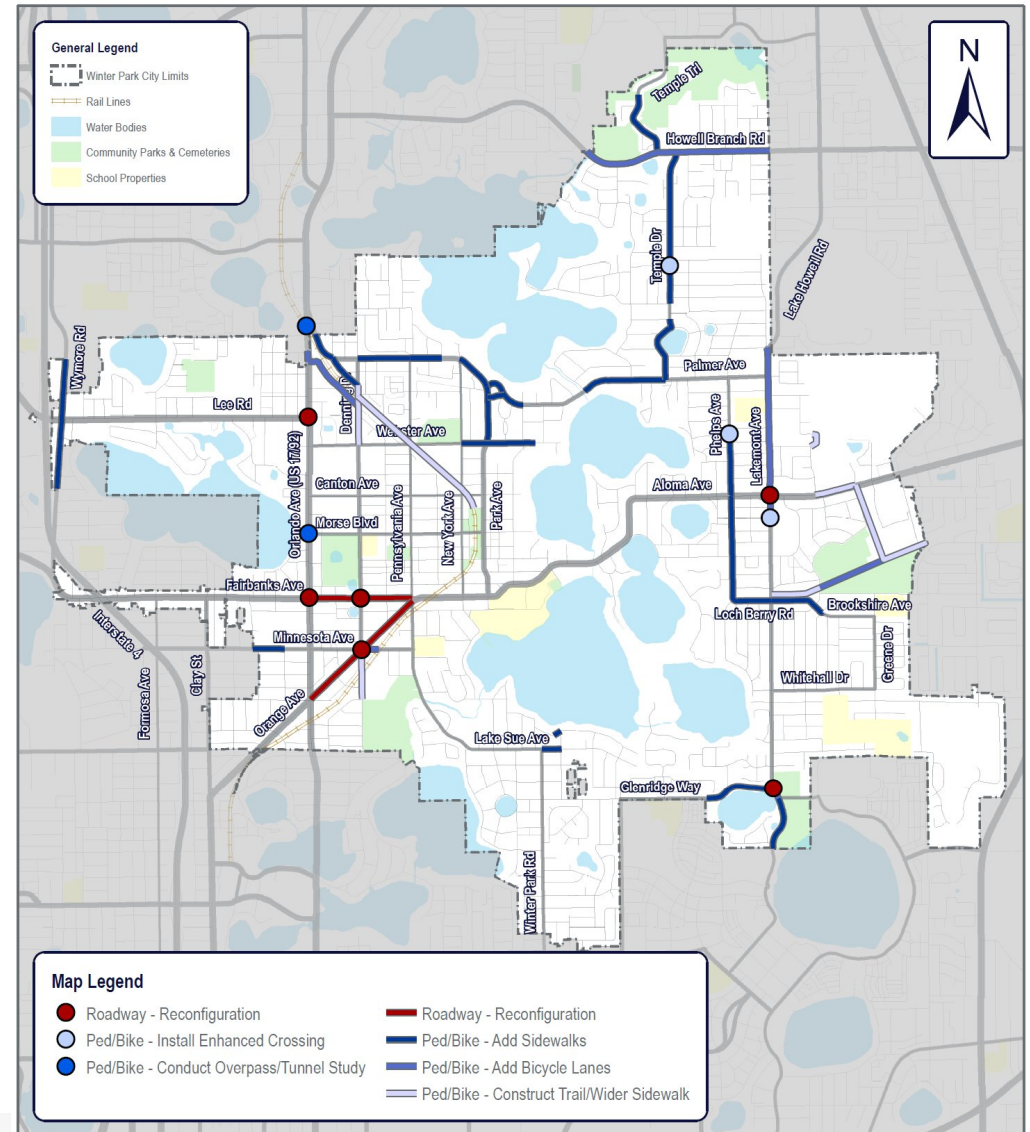 General Legend
Winter Park City Limits
Rail Lines
Water Bodies
Community Parks & Cemeteries
School Properties
N
Temple Trl
Howell Branch Rd
Temple Dr
Lake Howell Rd
Wymore Rd
Palmer Ave
Lee Rd
Phelps Ave
Lakemont Ave
Webster Ave
Orlando Ave (US 17/92)
Canton Ave
Aloma Ave
Morse Blvd
Pennsylvania Ave
New York Ave
Park Ave
Fairbanks Ave
Loch Berry Rd
Brookshire Ave
Interstate 4
Minnesota Ave
Clay St
Formosa Ave
Orange Ave
Greene Dr
Whitehall Dr
Lake Sue Ave
Glenridge Way
Winter Park Rd
Map Legend
Roadway - Reconfiguration
Ped/Bike - Install Enhanced Crossing
Ped/Bike - Conduct Overpass/Tunnel Study
Roadway - Reconfiguration
Ped/Bike - Add Sidewalks
Ped/Bike - Add Bicycle Lanes
Ped/Bike - Construct Trail/Wider Sidewalk